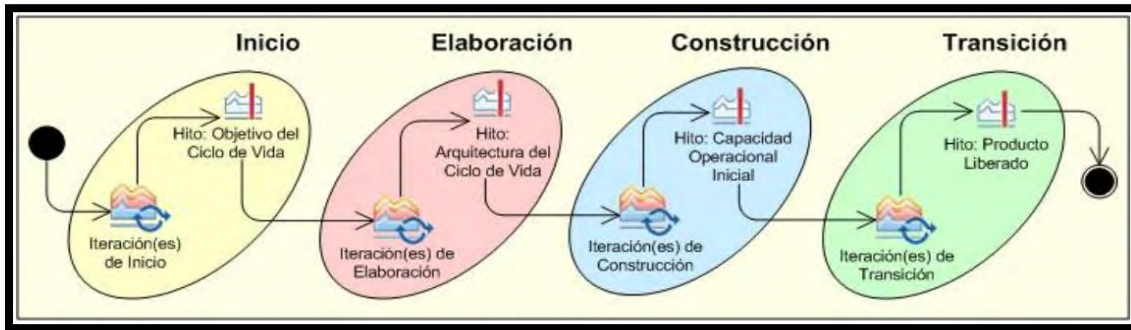 Inicio
Elaboración
Construcción
Transición
Hito: Objetivo del
Ciclo de Vida
Iteración(es)
de Inicio
Hito:
Arquitectura del
Ciclo de Vida
Iteración(es) de
Elaboración
Hito: Capacidad
Operacional
Inicial
Iteración(es) de
Construcción
Hito: Producto
Liberado
Iteración(es) de
Transición